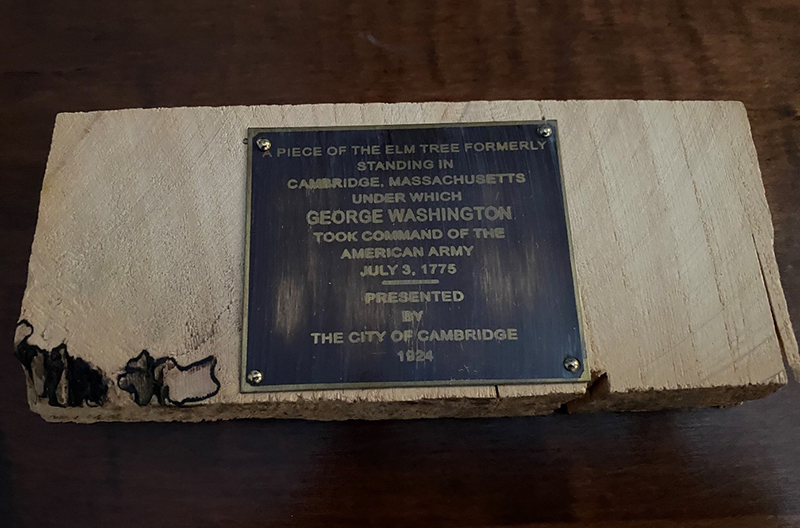 A PIECE OF THE ELM TREE FORMERLY
STANDING IN
CAMBRIDGE, MASSACHUSETTS
UNDER WHICH
GEORGE WASHINGTON
TOOK COMMAND OF THE
AMERICAN ARMY
JULY 3, 1775
PRESENTED
BY
THE CITY OF CAMBRIDGE
1924